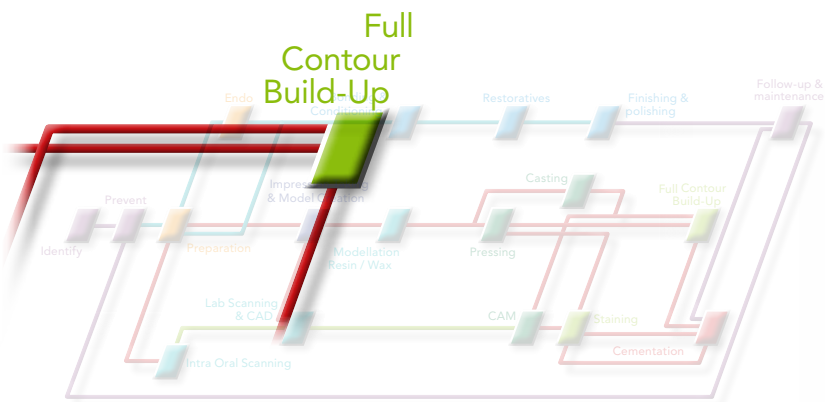 Full
Contour
Build-Up
Endo
Restoratives
Finishing &
polishing
Follow-up &
maintenance
Casting
Full Contour
Build-Up
Prevent
& Model Creation
Identify
Preparation
Modellation
Resin / Wax
Pressing
Lab Scanning
& CAD
CAM
Staining
Intra Oral Scanning
Cementation